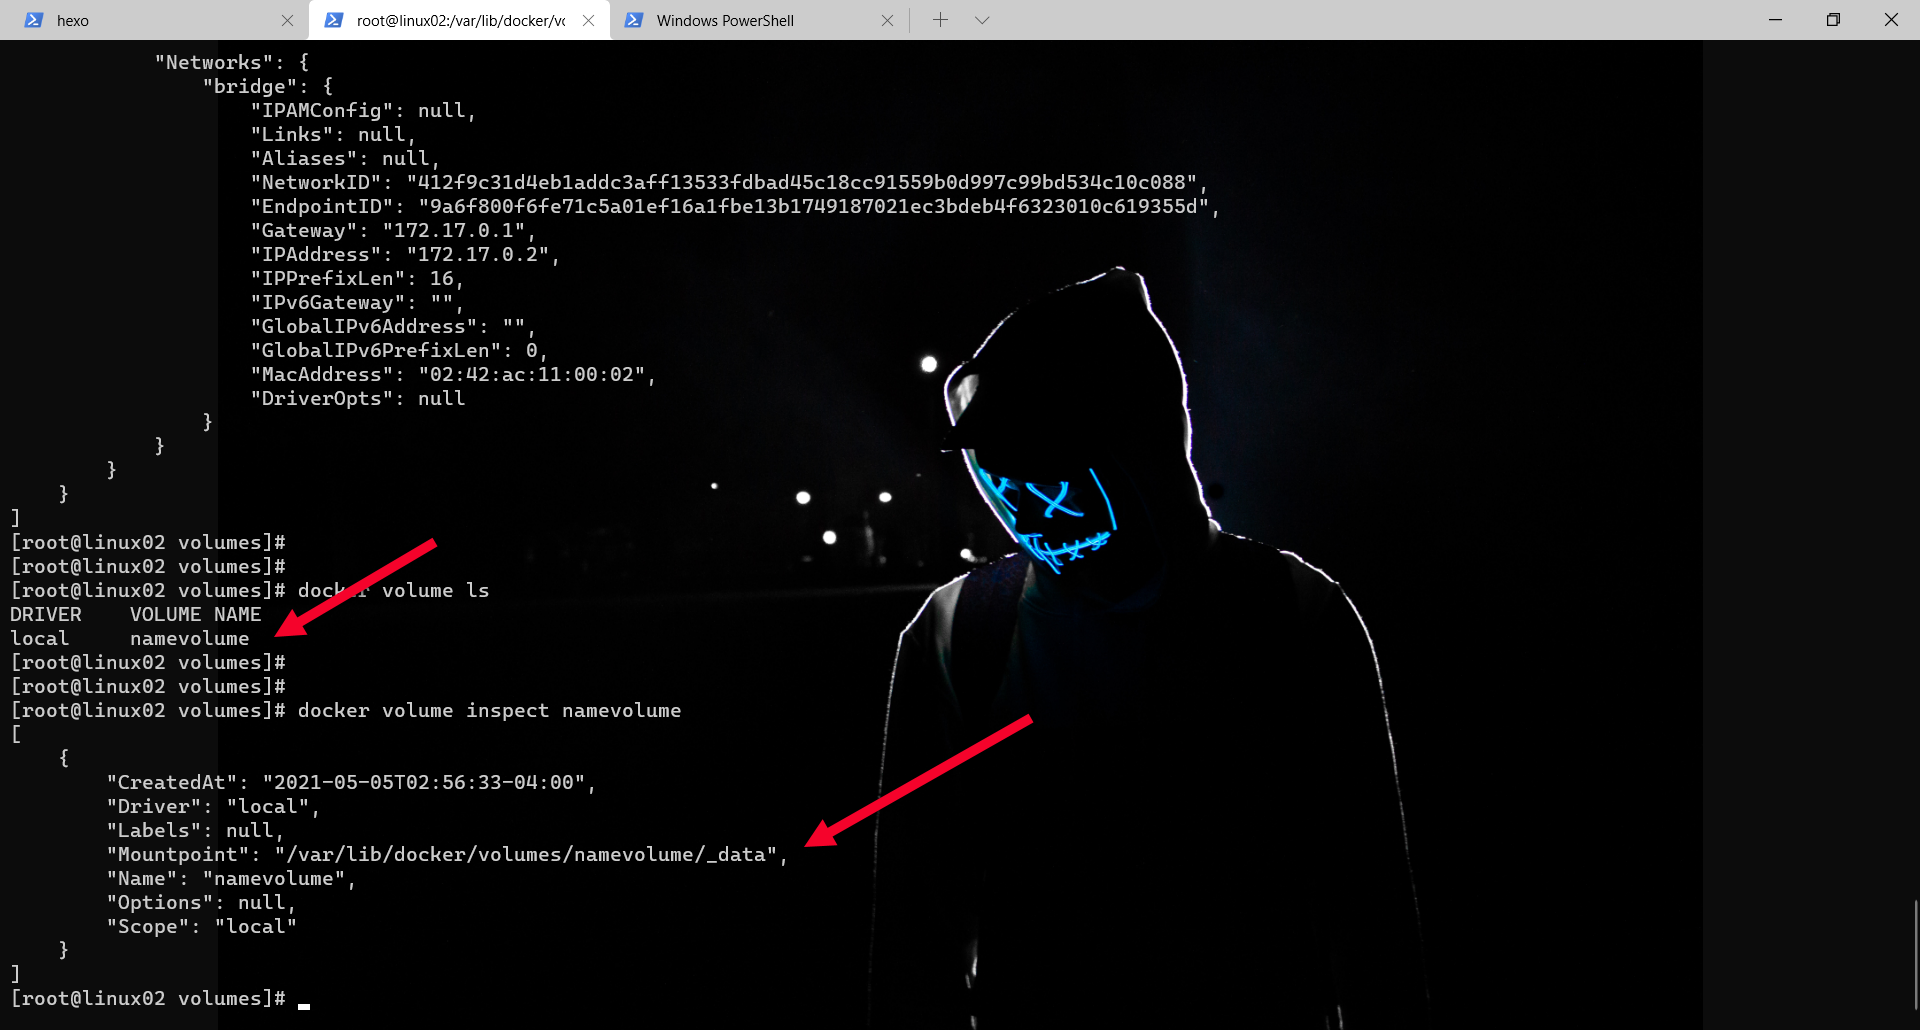 hexo
root@linux02:/var/lib/docker/vo
Windows PowerShell
"Networks": {
"bridge": {
"IPAMConfig": null,
"Links": null,
"Aliases": null,
"NetworkID": "412f9c31d4eb1addc3aff13533fdbad45c18cc91559b0d997c99bd534c10c088",
"EndpointID": "9a6f800f6fe71c5a01ef16a1fbe13b1749187021ec3bdeb4f6323010c619355d",
"Gateway": "172.17.0.1",
"IPAddress": "172.17.0.2",
"IPPrefixLen": 16,
"IPv6Gateway": "",
"GlobalIPv6Address": "",
"GlobalIPv6PrefixLen": 0,
"MacAddress": "02:42:ac:11:00:02",
"DriverOpts": null
}
}
}
}
]
[root@linux02 volumes]#
[root@linux02 volumes]#
[root@linux02 volumes]# docker volume ls
DRIVER    VOLUME NAME
local     namevolume
[root@linux02 volumes]#
[root@linux02 volumes]#
[root@linux02 volumes]# docker volume inspect namevolume
[
{
"CreatedAt": "2021-05-05T02:56:33-04:00",
"Driver": "local",
"Labels": null,
"Mountpoint": "/var/lib/docker/volumes/namevolume/_data",
"Name": "namevolume",
"Options": null,
"Scope": "local"
}
]
[root@linux02 volumes]#